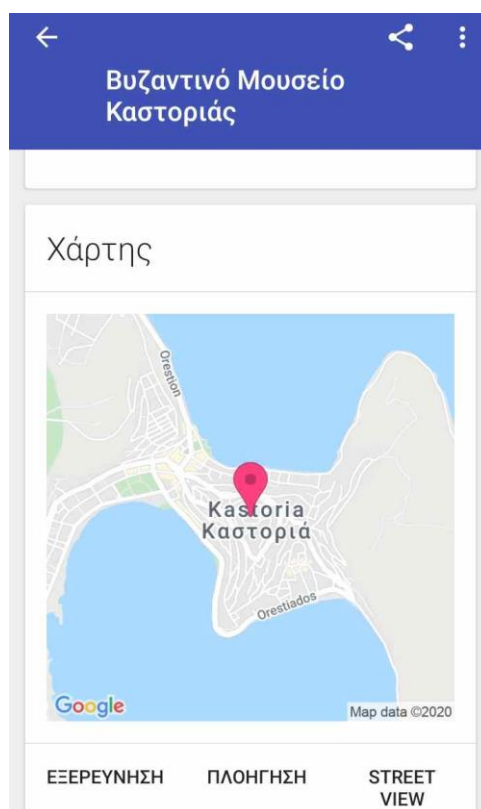 Βυζαντινό Μουσείο
Καστοριάς
Χάρτης
Orestion
Kastoria
Καστοριά
Orestiados
Google
Map data ©2020
ΕΞΕΡΕΥΝΗΣΗ
ΠΛΟΗΓΗΣΗ
STREET
VIEW